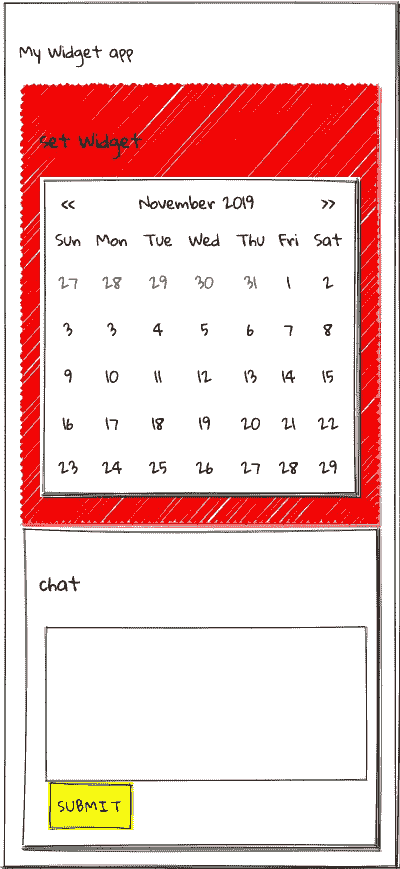 My Widget app
Set Widget
<< November 2019 >>
Sun Mon Tue Wed Thu Fri Sat
27 28 29 30 31 1 2
3 3 4 5 6 7 8
9 10 11 12 13 14 15
16 17 18 19 20 21 22
23 24 25 26 27 28 29
chat
SUBMIT